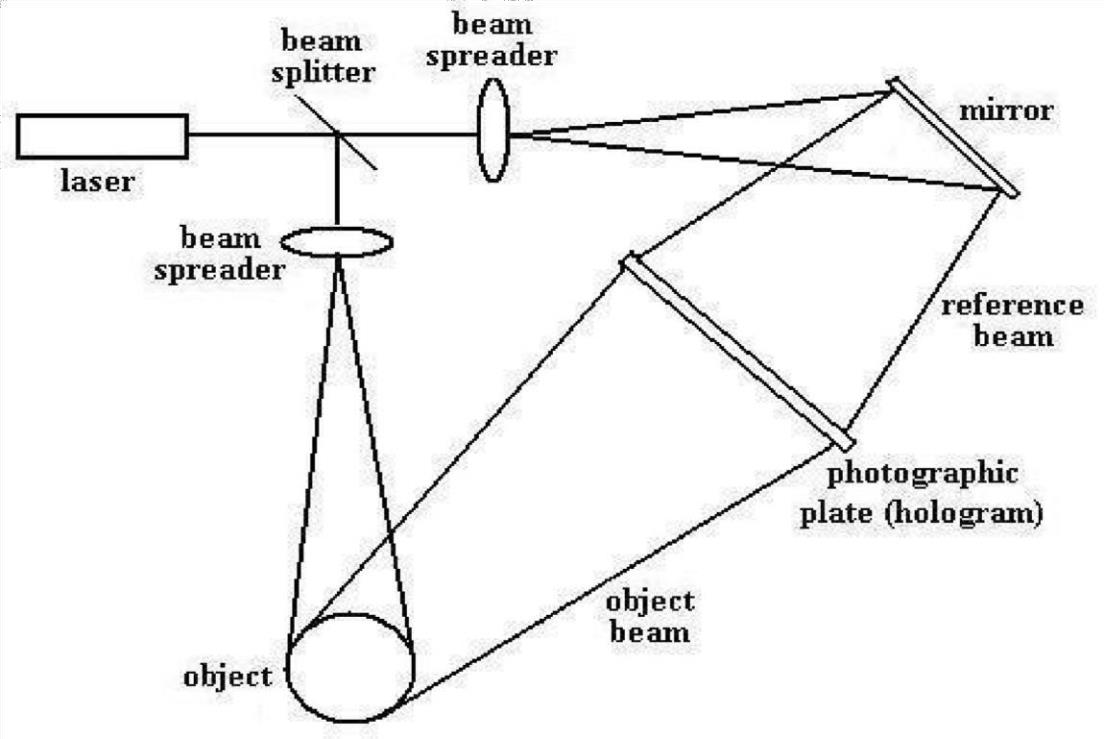 beam
splitter
beam
spreader
mirror
laser
beam
spreader
reference
beam
photographic
plate (hologram)
object
beam
object